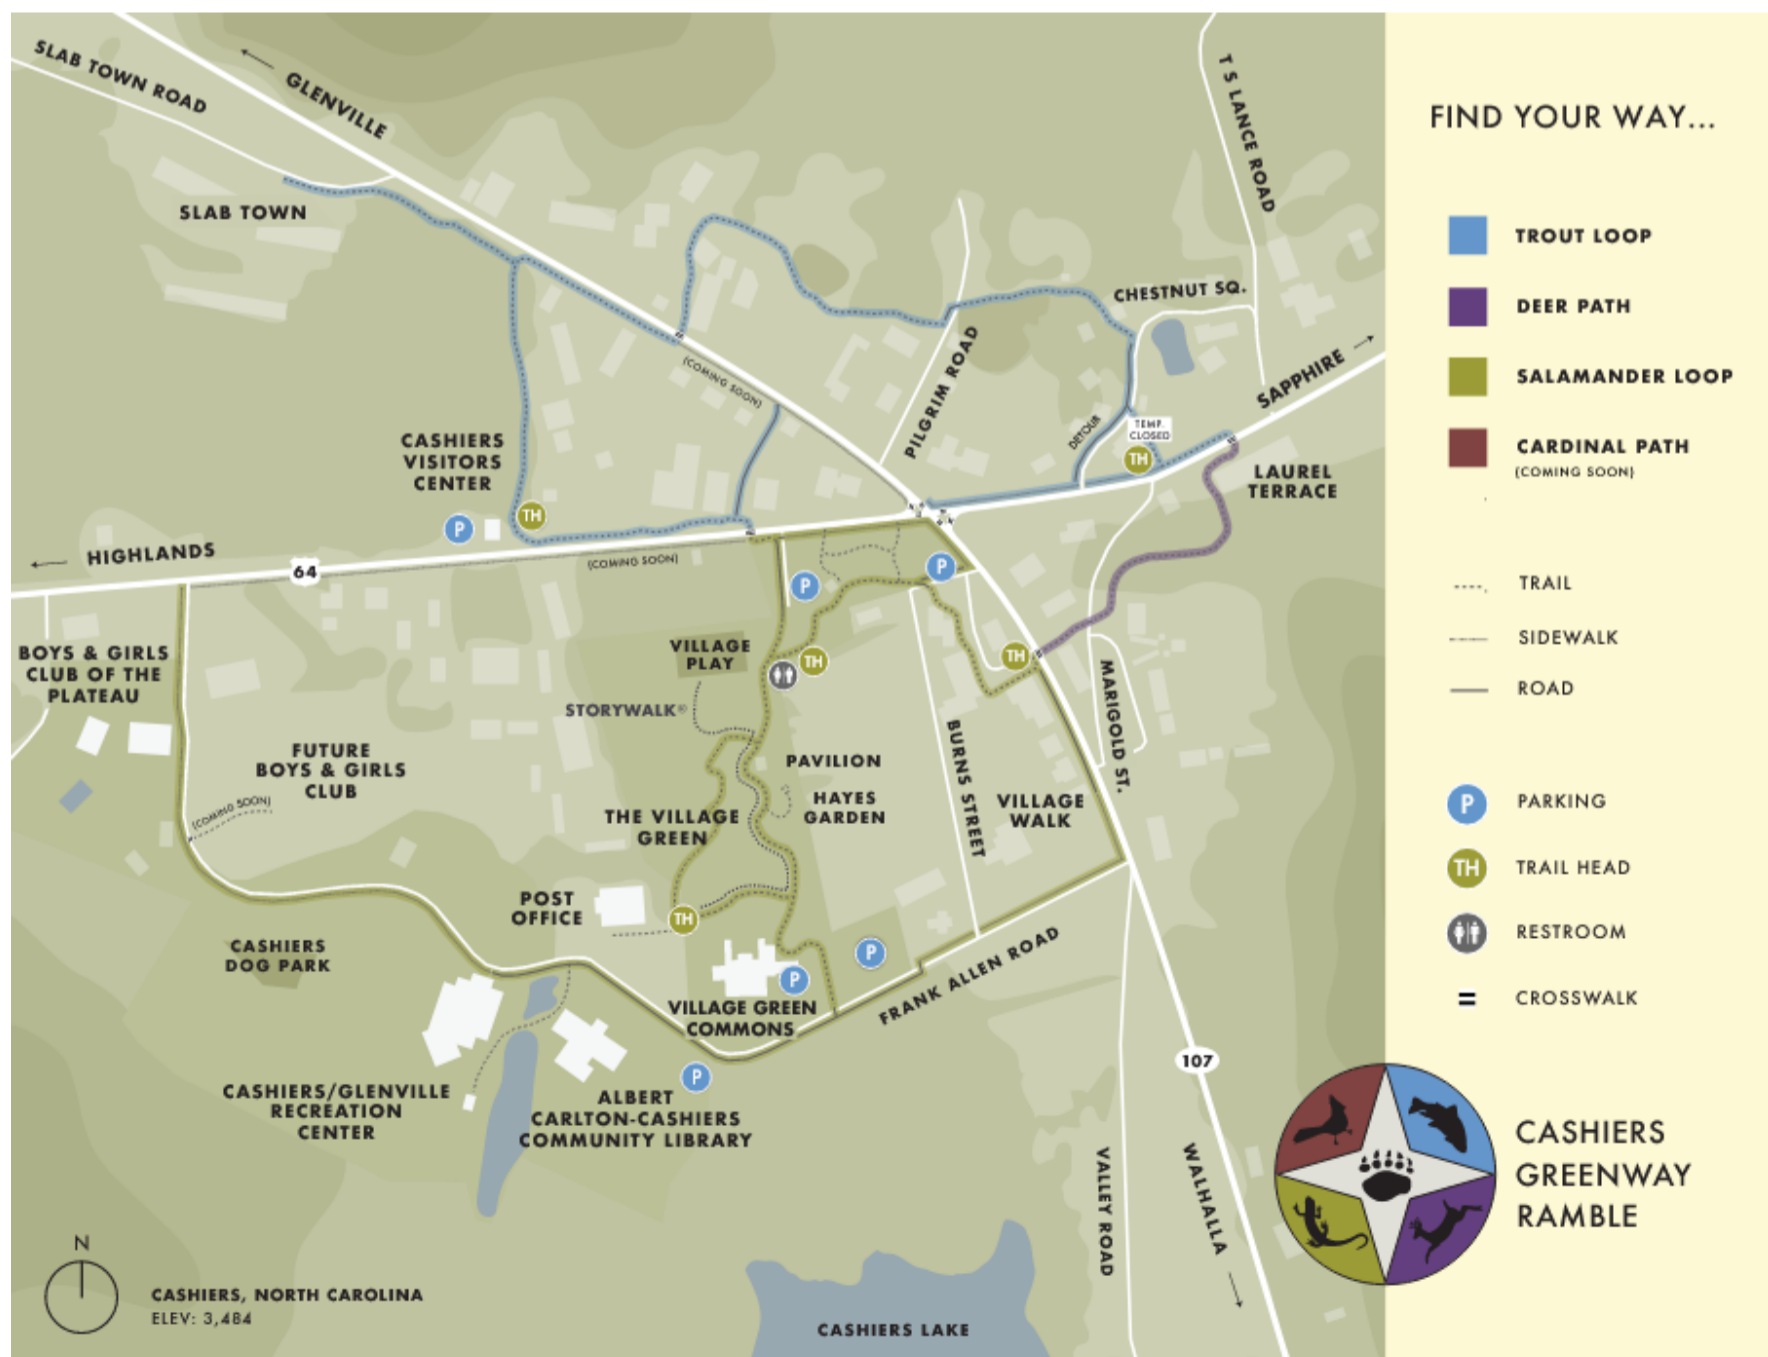 SLAB TOWN ROAD
GLENVILLE
SLAB TOWN
T S LANCE ROAD
CHESTNUT SQ.
SAPPHIRE
(COMING SOON)
PILGRIM ROAD
DETOUR
TEMP.
CLOSED
TH
LAUREL
TERRACE
CASHIERS
VISITORS
CENTER
P
TH
HIGHLANDS
64
(COMING SOON)
P
P
BOYS & GIRLS
CLUB OF THE
PLATEAU
VILLAGE
PLAY
TH
TH
STORYWALK®
MARIGOLD ST.
FUTURE
BOYS & GIRLS
CLUB
(COMING SOON)
PAVILION
HAYES
GARDEN
BURNS STREET
VILLAGE
WALK
THE VILLAGE
GREEN
POST
OFFICE
TH
CASHIERS
DOG PARK
P
P
VILLAGE GREEN
COMMONS
FRANK ALLEN ROAD
P
CASHIERS/GLENVILLE
RECREATION
CENTER
ALBERT
CARLTON-CASHIERS
COMMUNITY LIBRARY
107
VALLEY ROAD
WALHALLA
N
CASHIERS, NORTH CAROLINA
ELEV: 3,484
CASHIERS LAKE
FIND YOUR WAY...
TROUT LOOP
DEER PATH
SALAMANDER LOOP
CARDINAL PATH
(COMING SOON)
TRAIL
SIDEWALK
ROAD
P PARKING
TH TRAIL HEAD
RESTROOM
CROSSWALK
CASHIERS
GREENWAY
RAMBLE